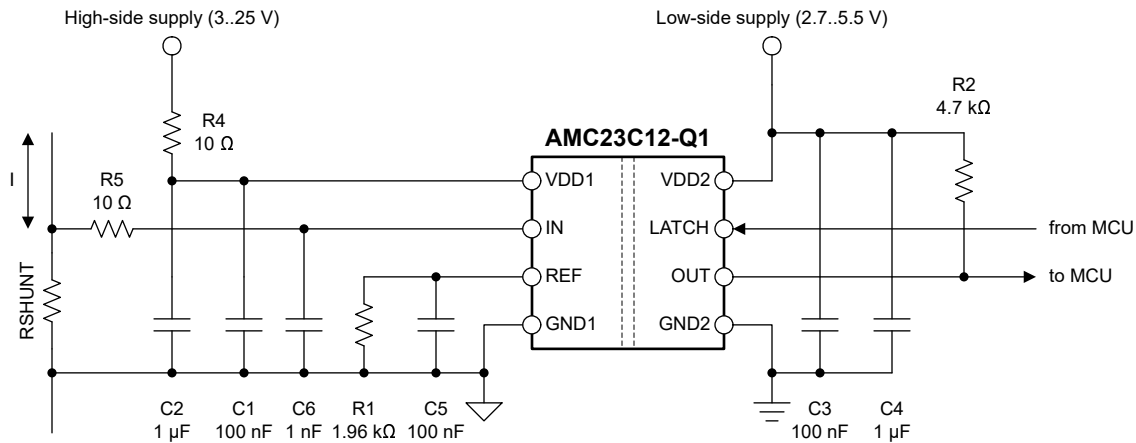 High-side supply (3..25 V)
Low-side supply (2.7..5.5 V)
R2
4.7 kΩ
R4
10 Ω
AMC23C12-Q1
I
R5
10 Ω
VDD1
VDD2
IN
LATCH
from MCU
REF
OUT
to MCU
RSHUNT
GND1
GND2
C2
1 µF
C1
100 nF
C6
1 nF
R1
1.96 kΩ
C5
100 nF
C3
100 nF
C4
1 µF